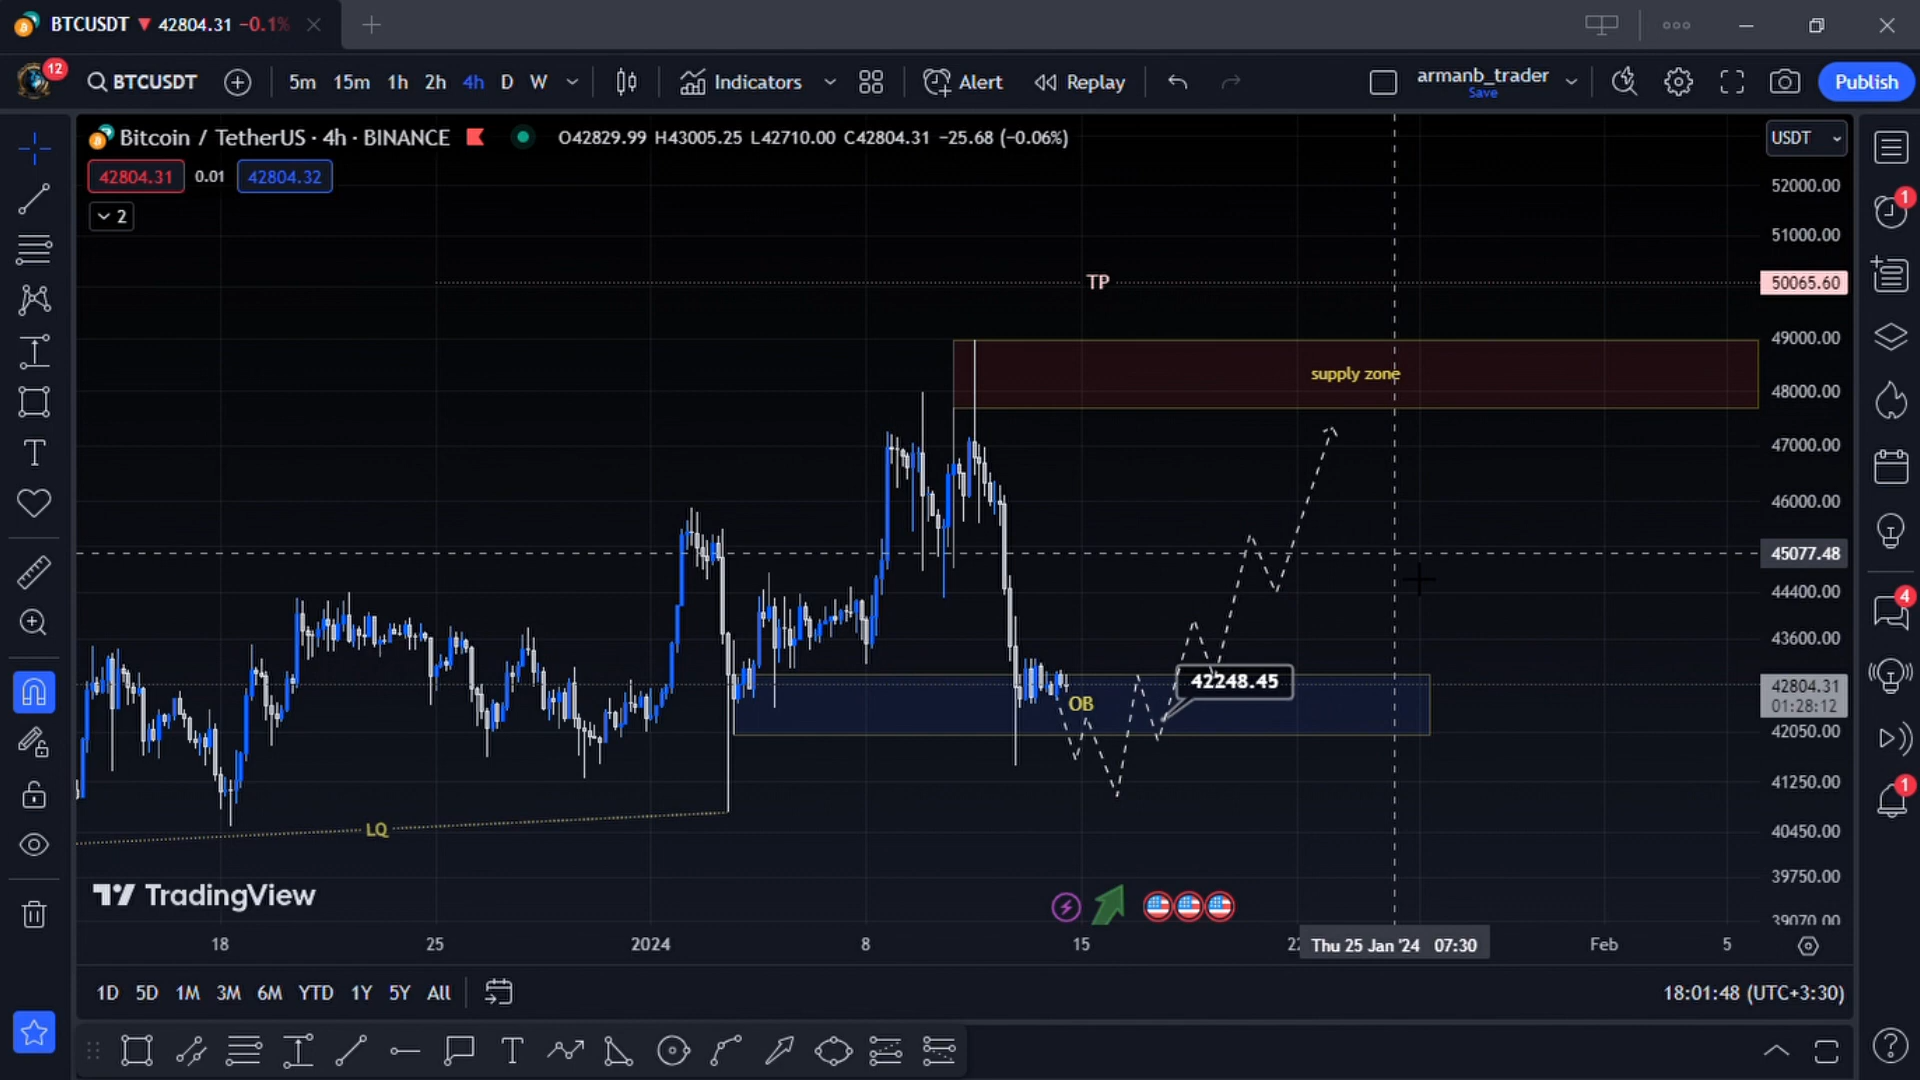 BTCUSDT ▼ 42804.31 −0.1%
12
BTCUSDT 5m 15m 1h 2h 4h D W Indicators Alert Replay armanb_trader Save Publish
Bitcoin / TetherUS · 4h · BINANCE O42829.99 H43005.25 L42710.00 C42804.31 −25.68 (−0.06%)
USDT
42804.31 0.01 42804.32
2
52000.00
1
51000.00
TP 50065.60
49000.00
supply zone
48000.00
47000.00
46000.00
45077.48
44400.00
4
43600.00
42248.45
42804.31
01:28:12
OB
42050.00
41250.00
1
LQ
40450.00
39750.00
TradingView
39070.00
18 25 2024 8 15 22 Thu 25 Jan '24 07:30 Feb 5
1D 5D 1M 3M 6M YTD 1Y 5Y All 18:01:48 (UTC+3:30)